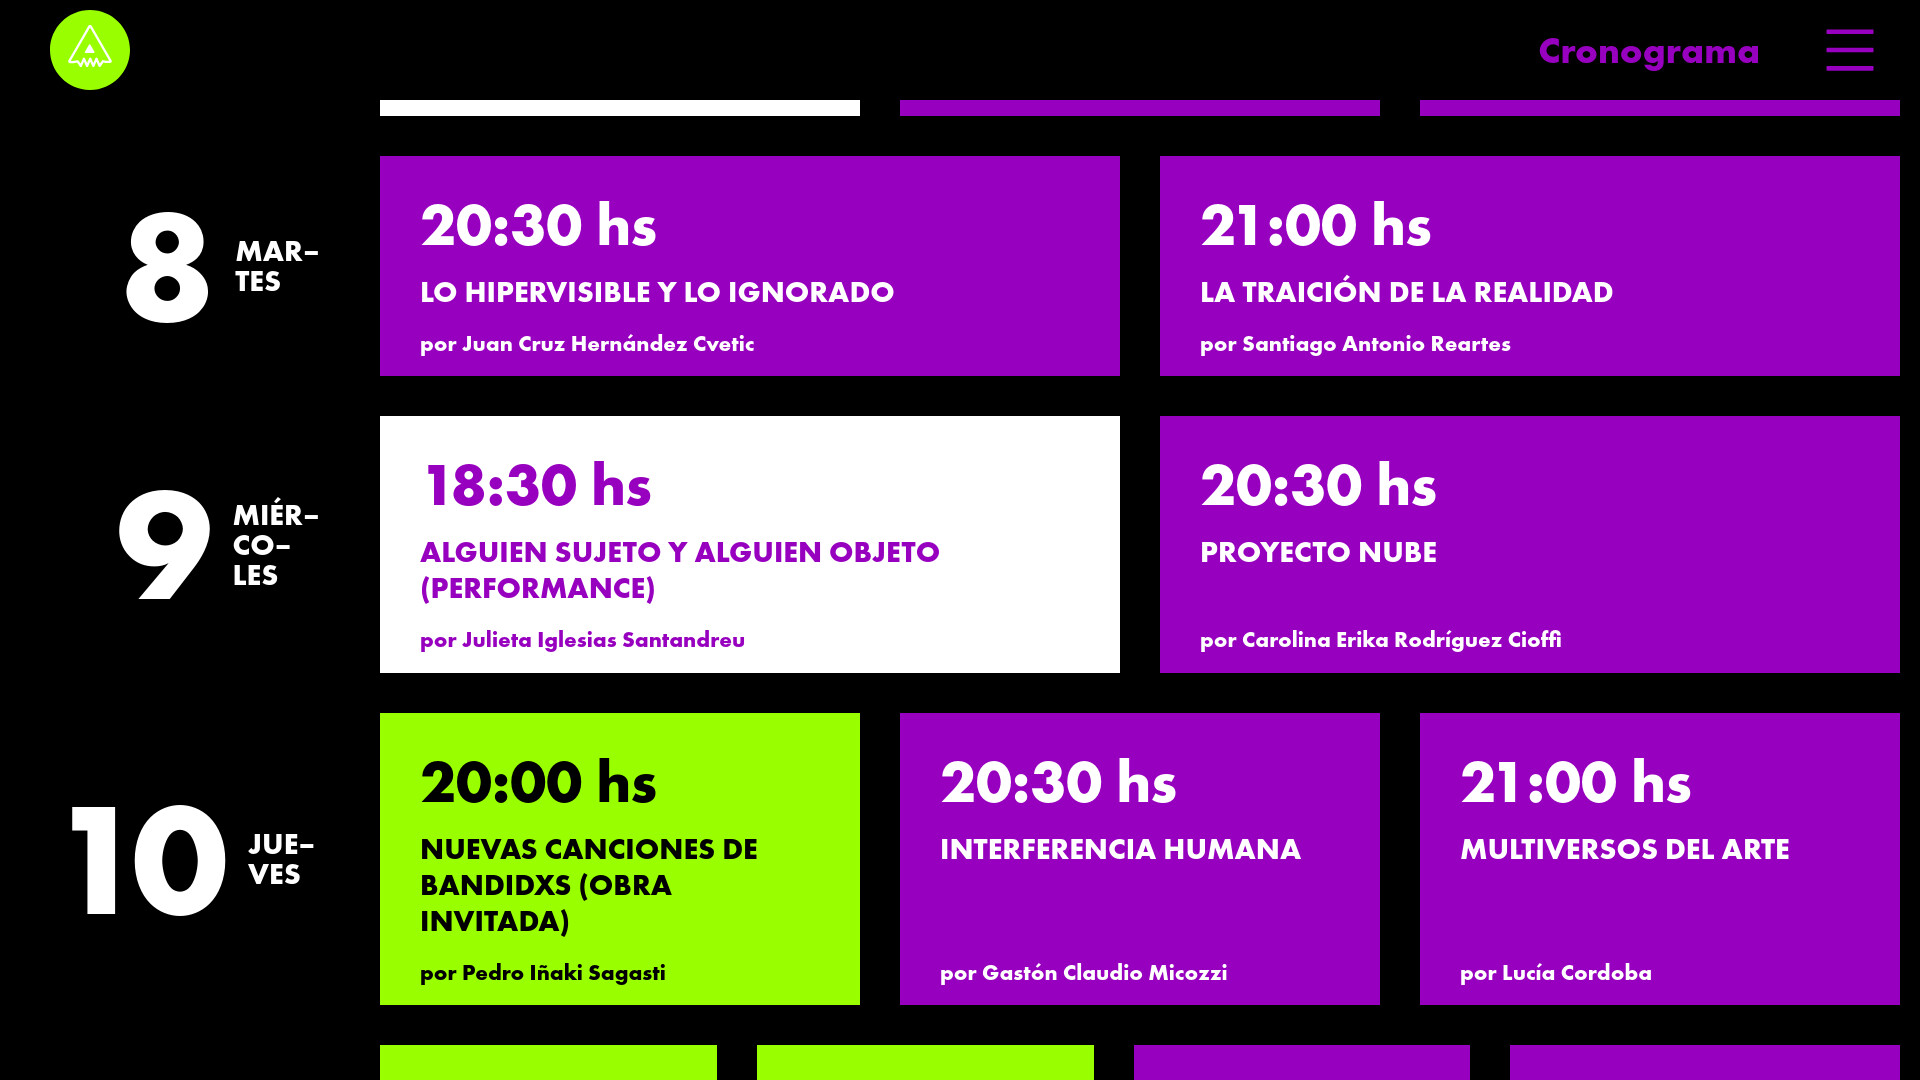 Cronograma
8
MAR–
TES
20:30 hs
LO HIPERVISIBLE Y LO IGNORADO
por Juan Cruz Hernández Cvetic
21:00 hs
LA TRAICIÓN DE LA REALIDAD
por Santiago Antonio Reartes
9
MIÉR–
CO–
LES
18:30 hs
ALGUIEN SUJETO Y ALGUIEN OBJETO
(PERFORMANCE)
por Julieta Iglesias Santandreu
20:30 hs
PROYECTO NUBE
por Carolina Erika Rodríguez Cioffi
10
JUE–
VES
20:00 hs
NUEVAS CANCIONES DE
BANDIDXS (OBRA
INVITADA)
por Pedro Iñaki Sagasti
20:30 hs
INTERFERENCIA HUMANA
por Gastón Claudio Micozzi
21:00 hs
MULTIVERSOS DEL ARTE
por Lucía Cordoba